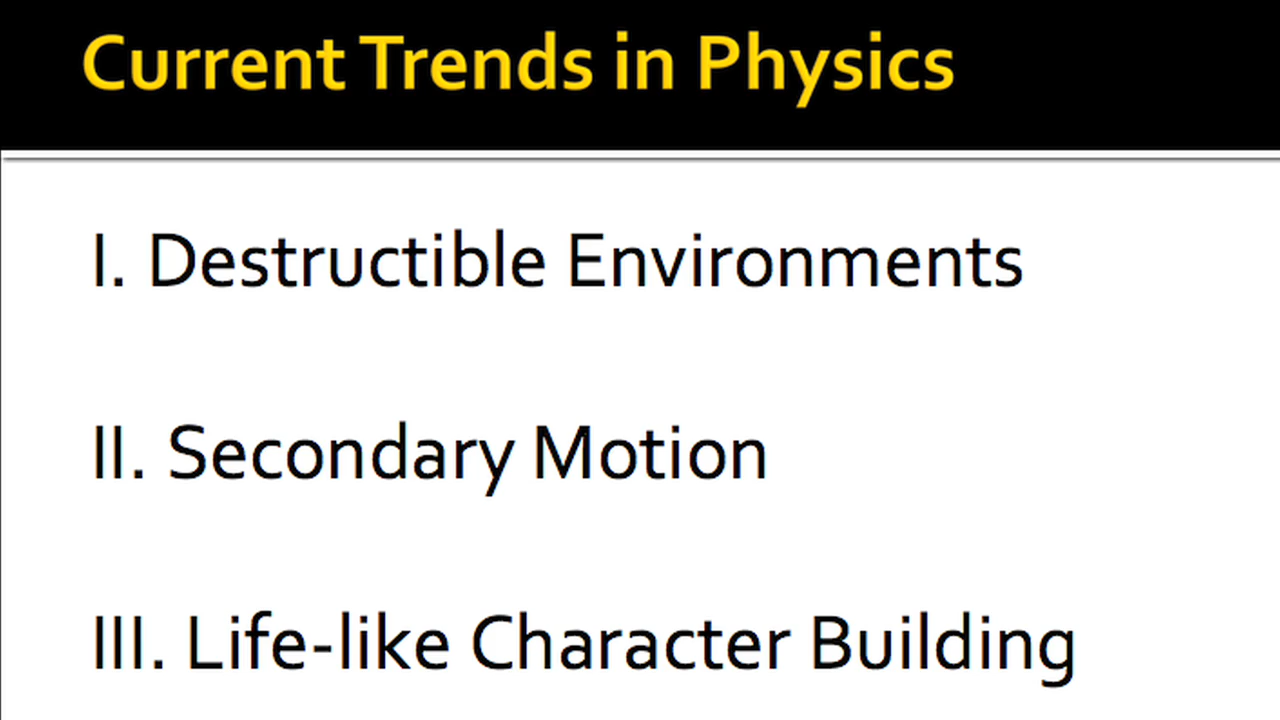 Current Trends in Physics
I. Destructible Environments
II. Secondary Motion
III. Life-like Character Building